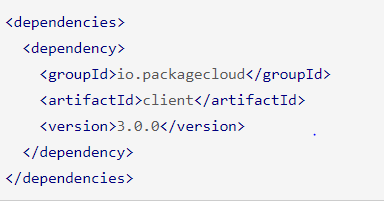 <dependencies>
  <dependency>
    <groupId>io.packagecloud</groupId>
    <artifactId>client</artifactId>
    <version>3.0.0</version>
  </dependency>
</dependencies>